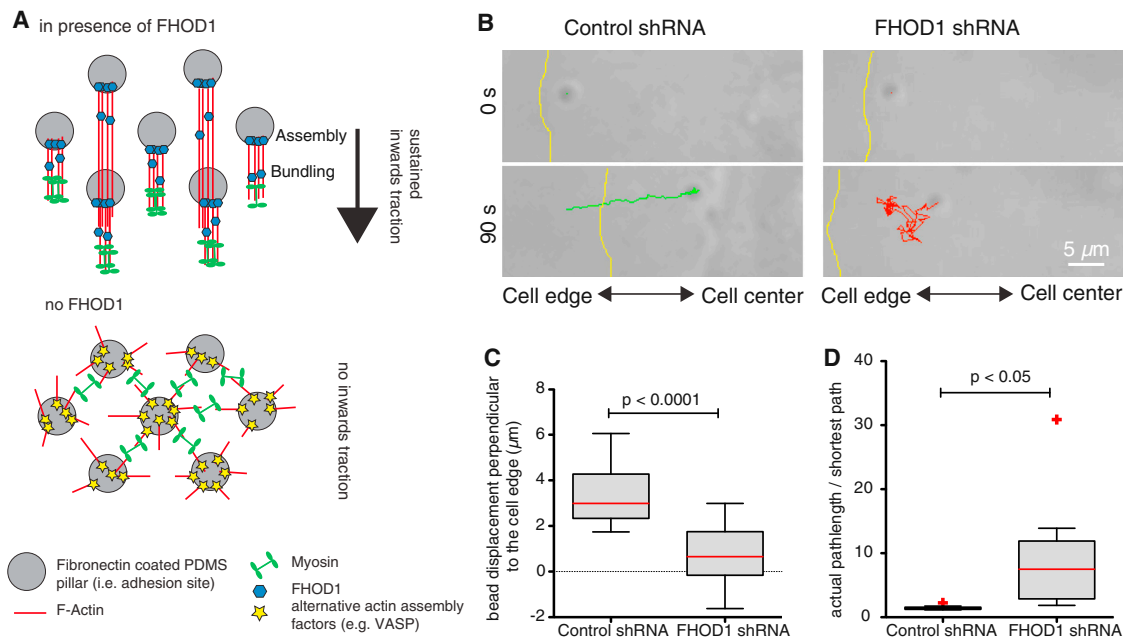 A
in presence of FHOD1
Assembly
Bundling
sustained
inwards traction
no FHOD1
no inwards traction
Fibronectin coated PDMS
pillar (i.e. adhesion site)
F-Actin
Myosin
FHOD1
alternative actin assembly
factors (e.g. VASP)
B
Control shRNA
FHOD1 shRNA
0 s
90 s
5 μm
Cell edge
Cell center
Cell edge
Cell center
C
bead displacement perpendicular
to the cell edge (μm)
8
6
4
2
0
-2
p < 0.0001
Control shRNA
FHOD1 shRNA
D
actual pathlength / shortest path
40
30
20
10
0
p < 0.05
Control shRNA
FHOD1 shRNA